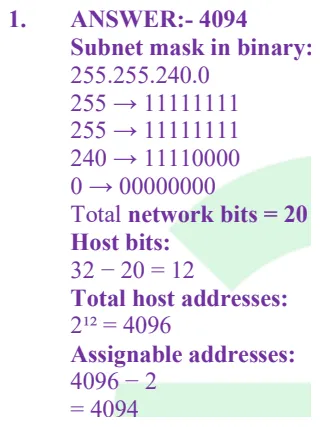 1. ANSWER:- 4094
Subnet mask in binary:
255.255.240.0
255 → 11111111
255 → 11111111
240 → 11110000
0 → 00000000
Total network bits = 20
Host bits:
32 − 20 = 12
Total host addresses:
2¹² = 4096
Assignable addresses:
4096 − 2
= 4094